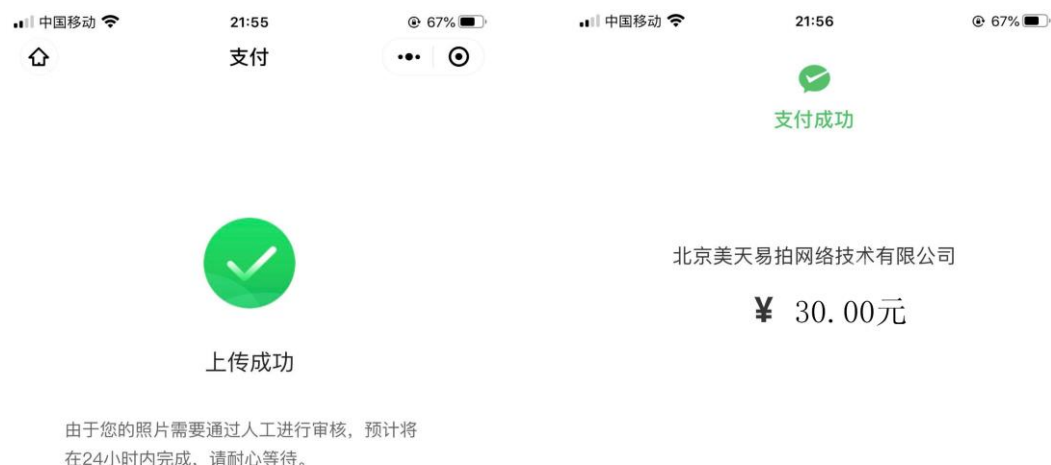 中国移动 21:55 67%
支付
上传成功
由于您的照片需要通过人工进行审核，预计将
在24小时内完成，请耐心等待。
中国移动 21:56 67%
支付成功
北京美天易拍网络技术有限公司
¥ 30.00元